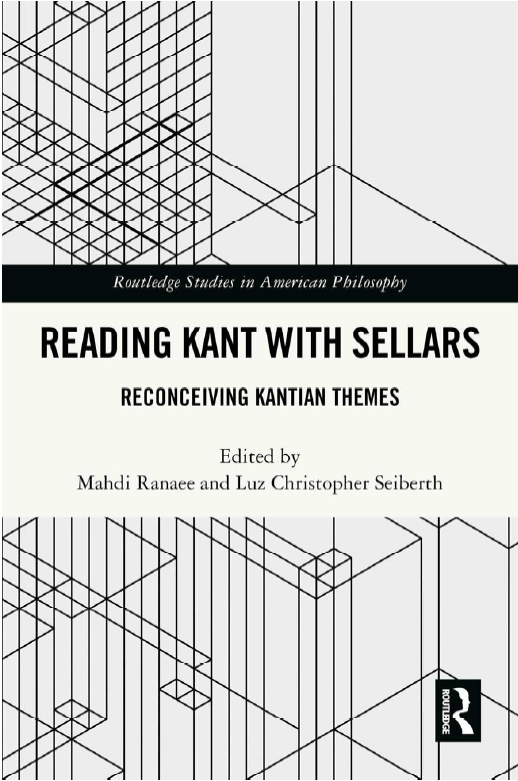 Routledge Studies in American Philosophy
READING KANT WITH SELLARS
RECONCEIVING KANTIAN THEMES
Edited by
Mahdi Ranaee and Luz Christopher Seiberth
ROUTLEDGE